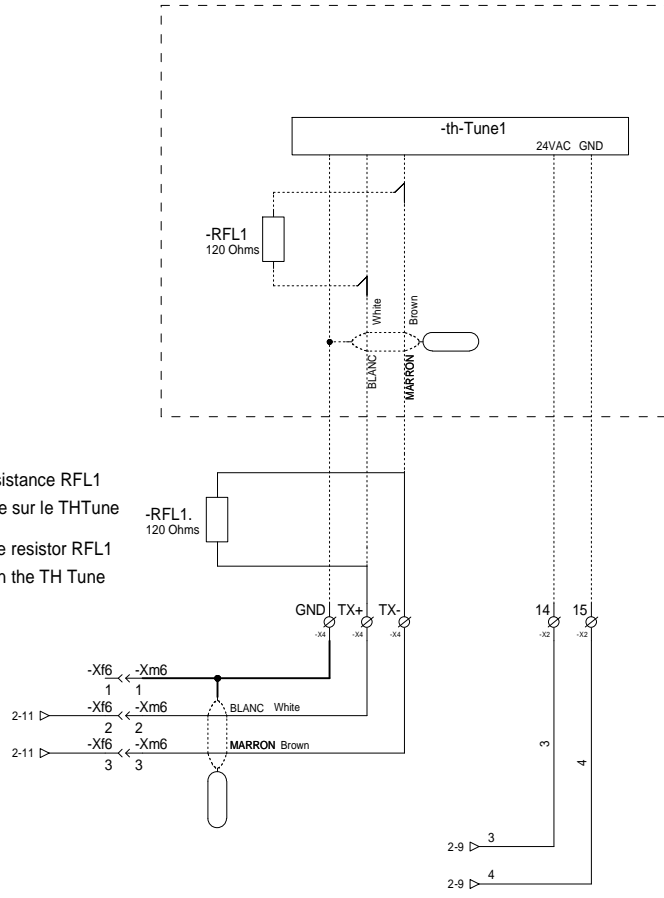 -th-Tune1
24VAC GND
-RFL1
120 Ohms
White
Brown
BLANC
MARRON
sistance RFL1
e sur le THTune
-RFL1.
120 Ohms
e resistor RFL1
n the TH Tune
GND TX+ TX- 14 15
-X4 -X4 -X4 -X2 -X2
-Xf6 -Xm6
1 1
2-11 -Xf6 -Xm6 BLANC White
2 2
2-11 -Xf6 -Xm6 MARRON Brown
3 3
3
4
2-9 3
2-9 4